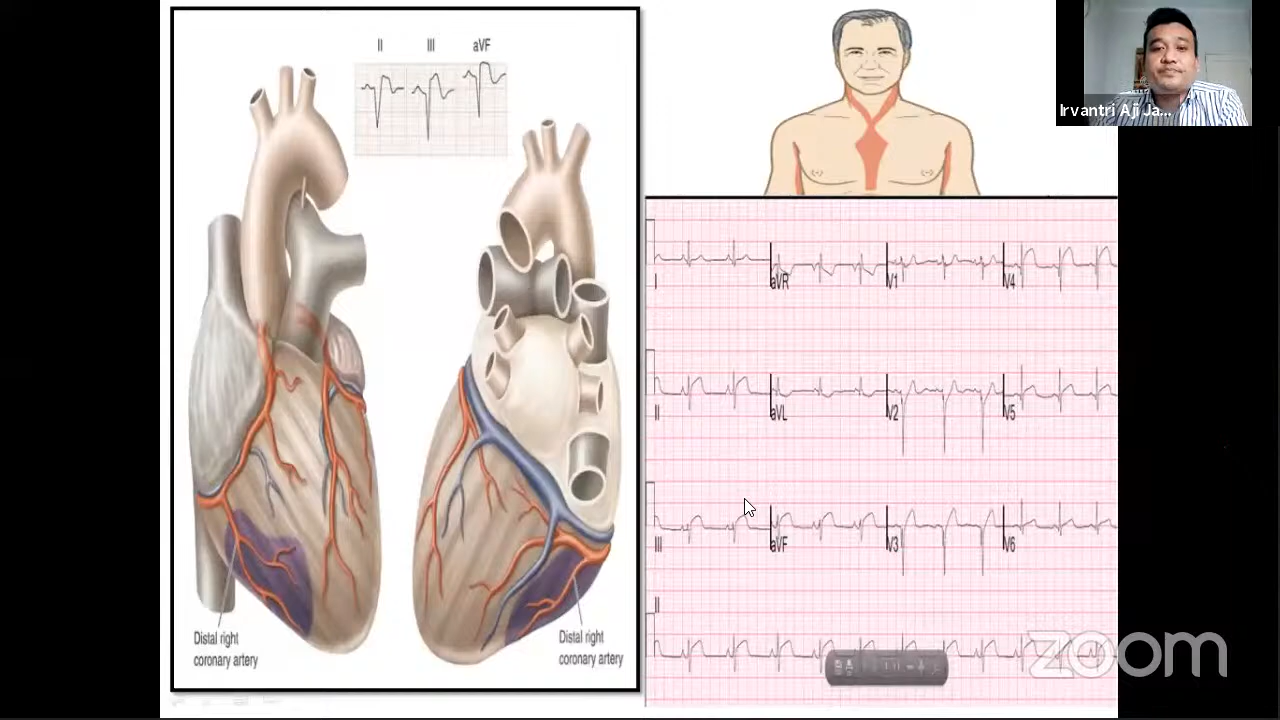 II III aVF
Distal right
coronary artery
Distal right
coronary artery
Irvantri Aji Ja...
I aVR V1 V4
II aVL V2 V5
III aVF V3 V6
II
zoom